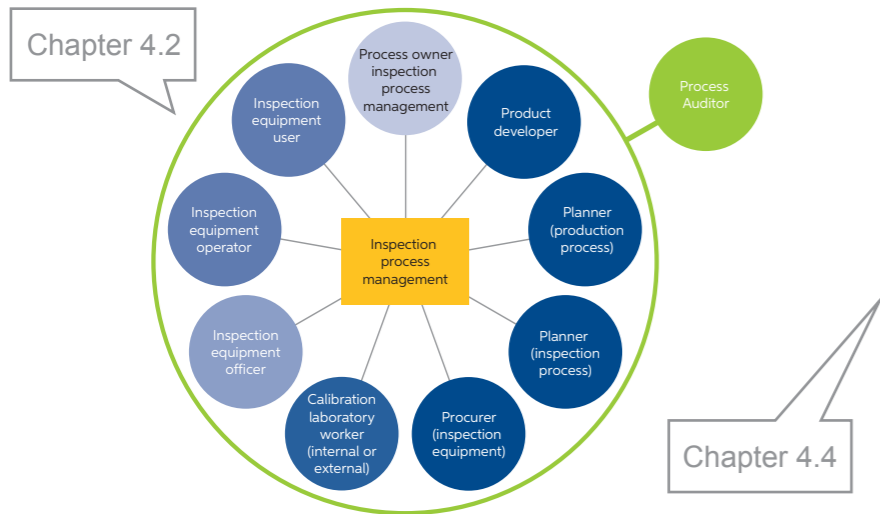 Chapter 4.2
Process owner
inspection
process
management
Process
Auditor
Inspection
equipment
user
Product
developer
Inspection
equipment
operator
Planner
(production
process)
Inspection
process
management
Inspection
equipment
officer
Planner
(inspection
process)
Calibration
laboratory
worker
(internal or
external)
Procurer
(inspection
equipment)
Chapter 4.4